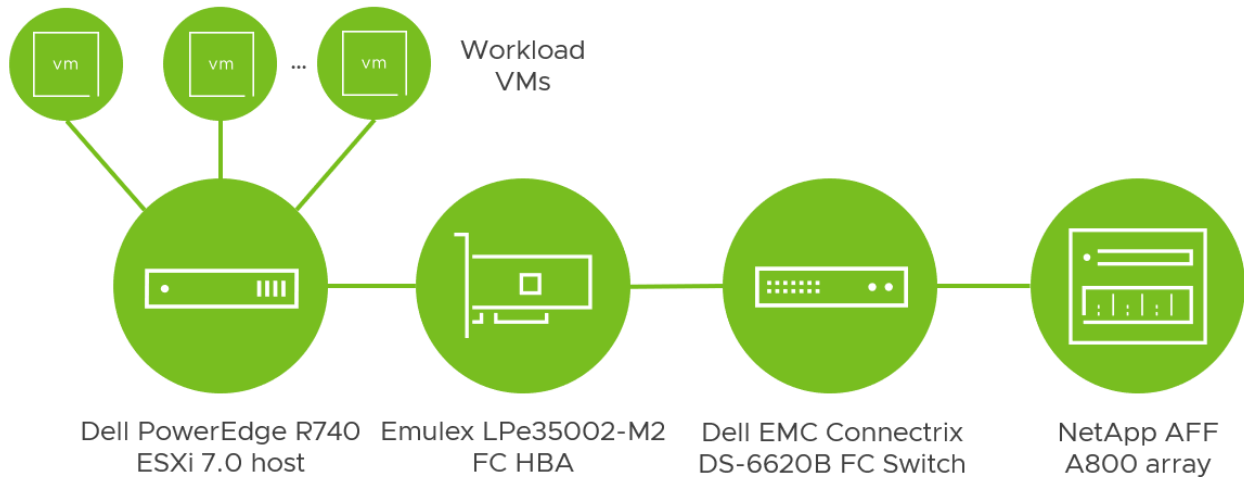 vm
vm
...
vm
Workload
VMs
Dell PowerEdge R740
ESXi 7.0 host
Emulex LPe35002-M2
FC HBA
Dell EMC Connectrix
DS-6620B FC Switch
NetApp AFF
A800 array